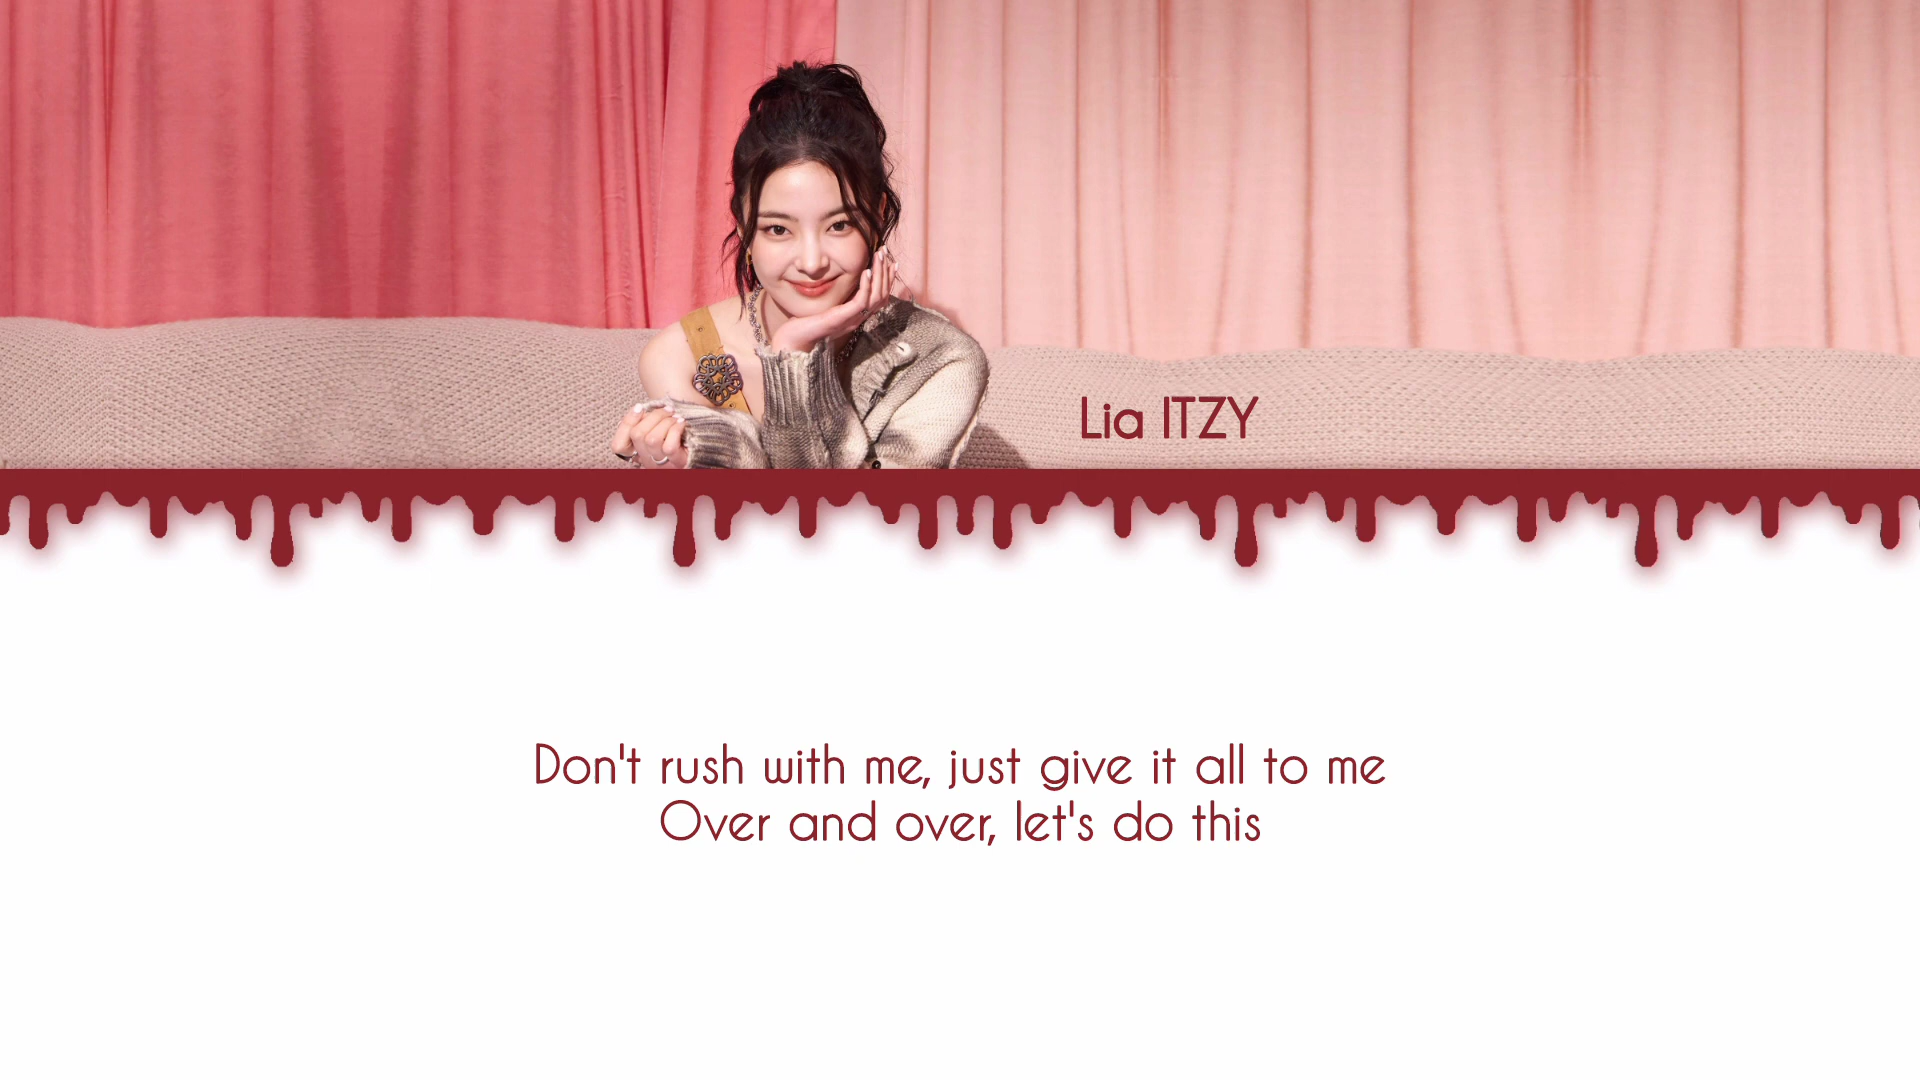 Lia ITZY
Don't rush with me, just give it all to me
Over and over, let's do this